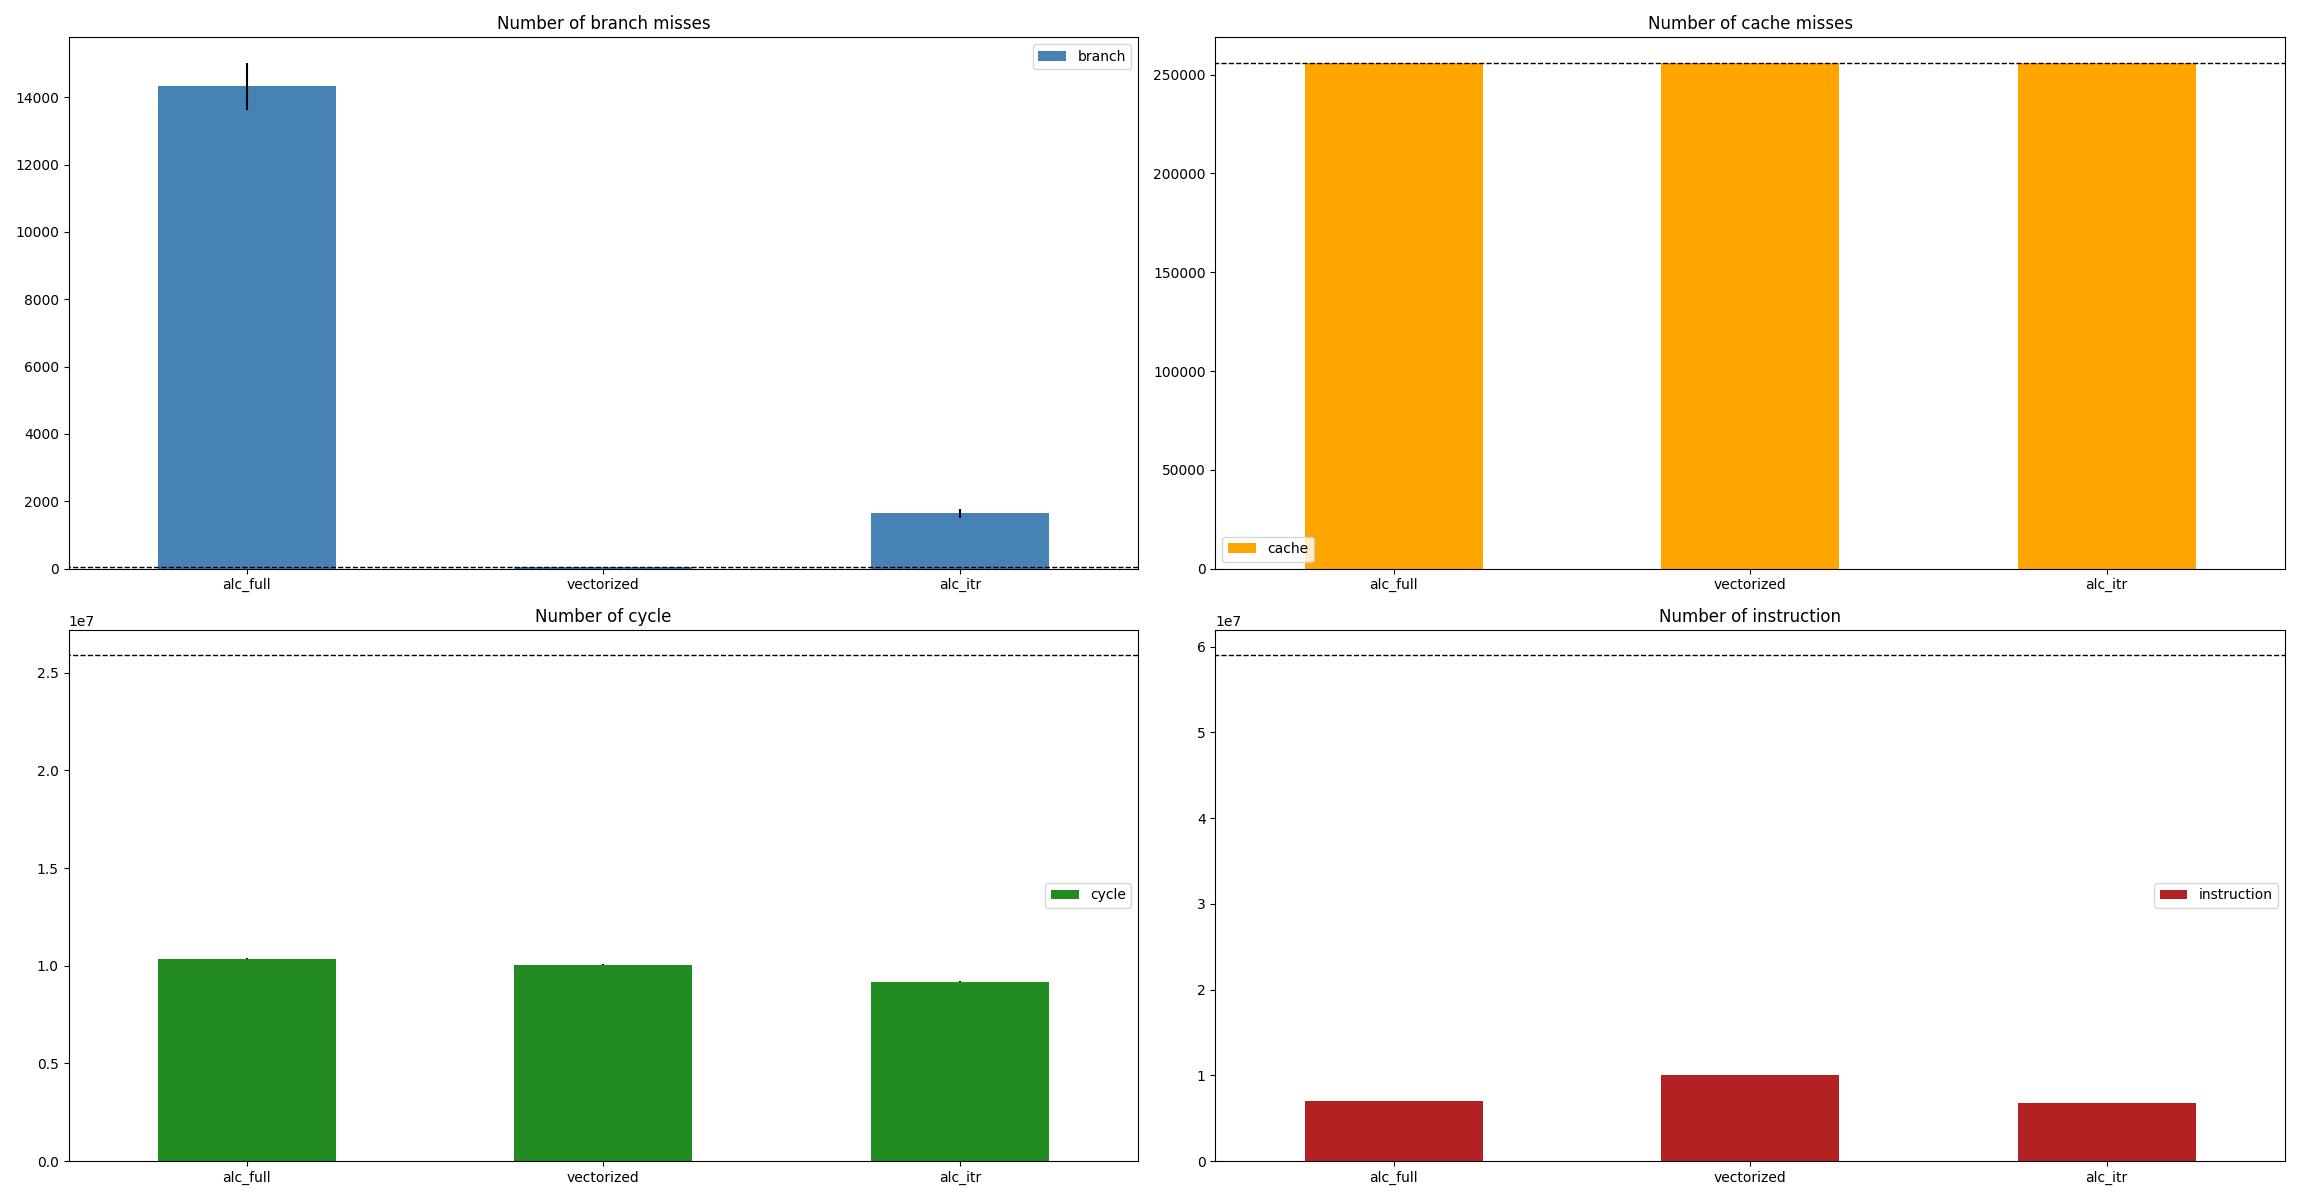 Number of branch misses
branch
14000
12000
10000
8000
6000
4000
2000
0
alc_full
vectorized
alc_itr
Number of cache misses
250000
200000
150000
100000
50000
0
cache
alc_full
vectorized
alc_itr
Number of cycle
1e7
2.5
2.0
1.5
1.0
0.5
0.0
cycle
alc_full
vectorized
alc_itr
Number of instruction
1e7
6
5
4
3
2
1
0
instruction
alc_full
vectorized
alc_itr